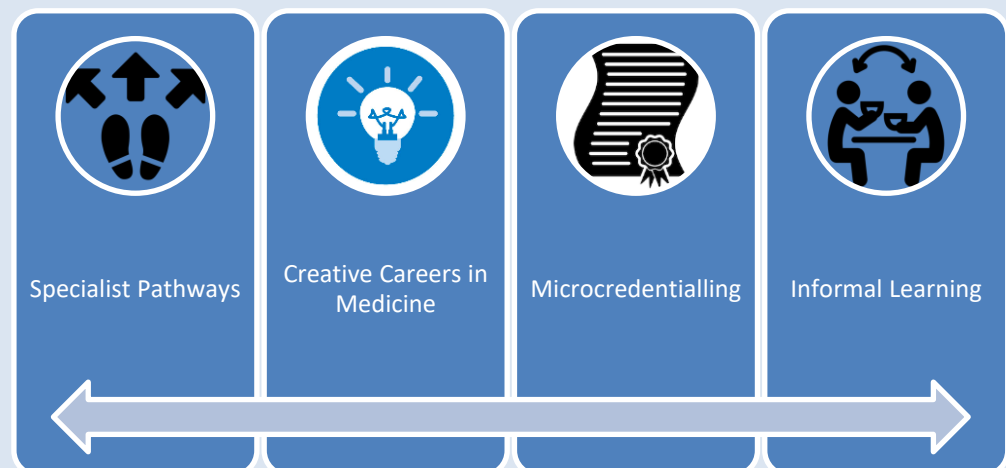 Specialist Pathways
Creative Careers in
Medicine
Microcredentialling
Informal Learning